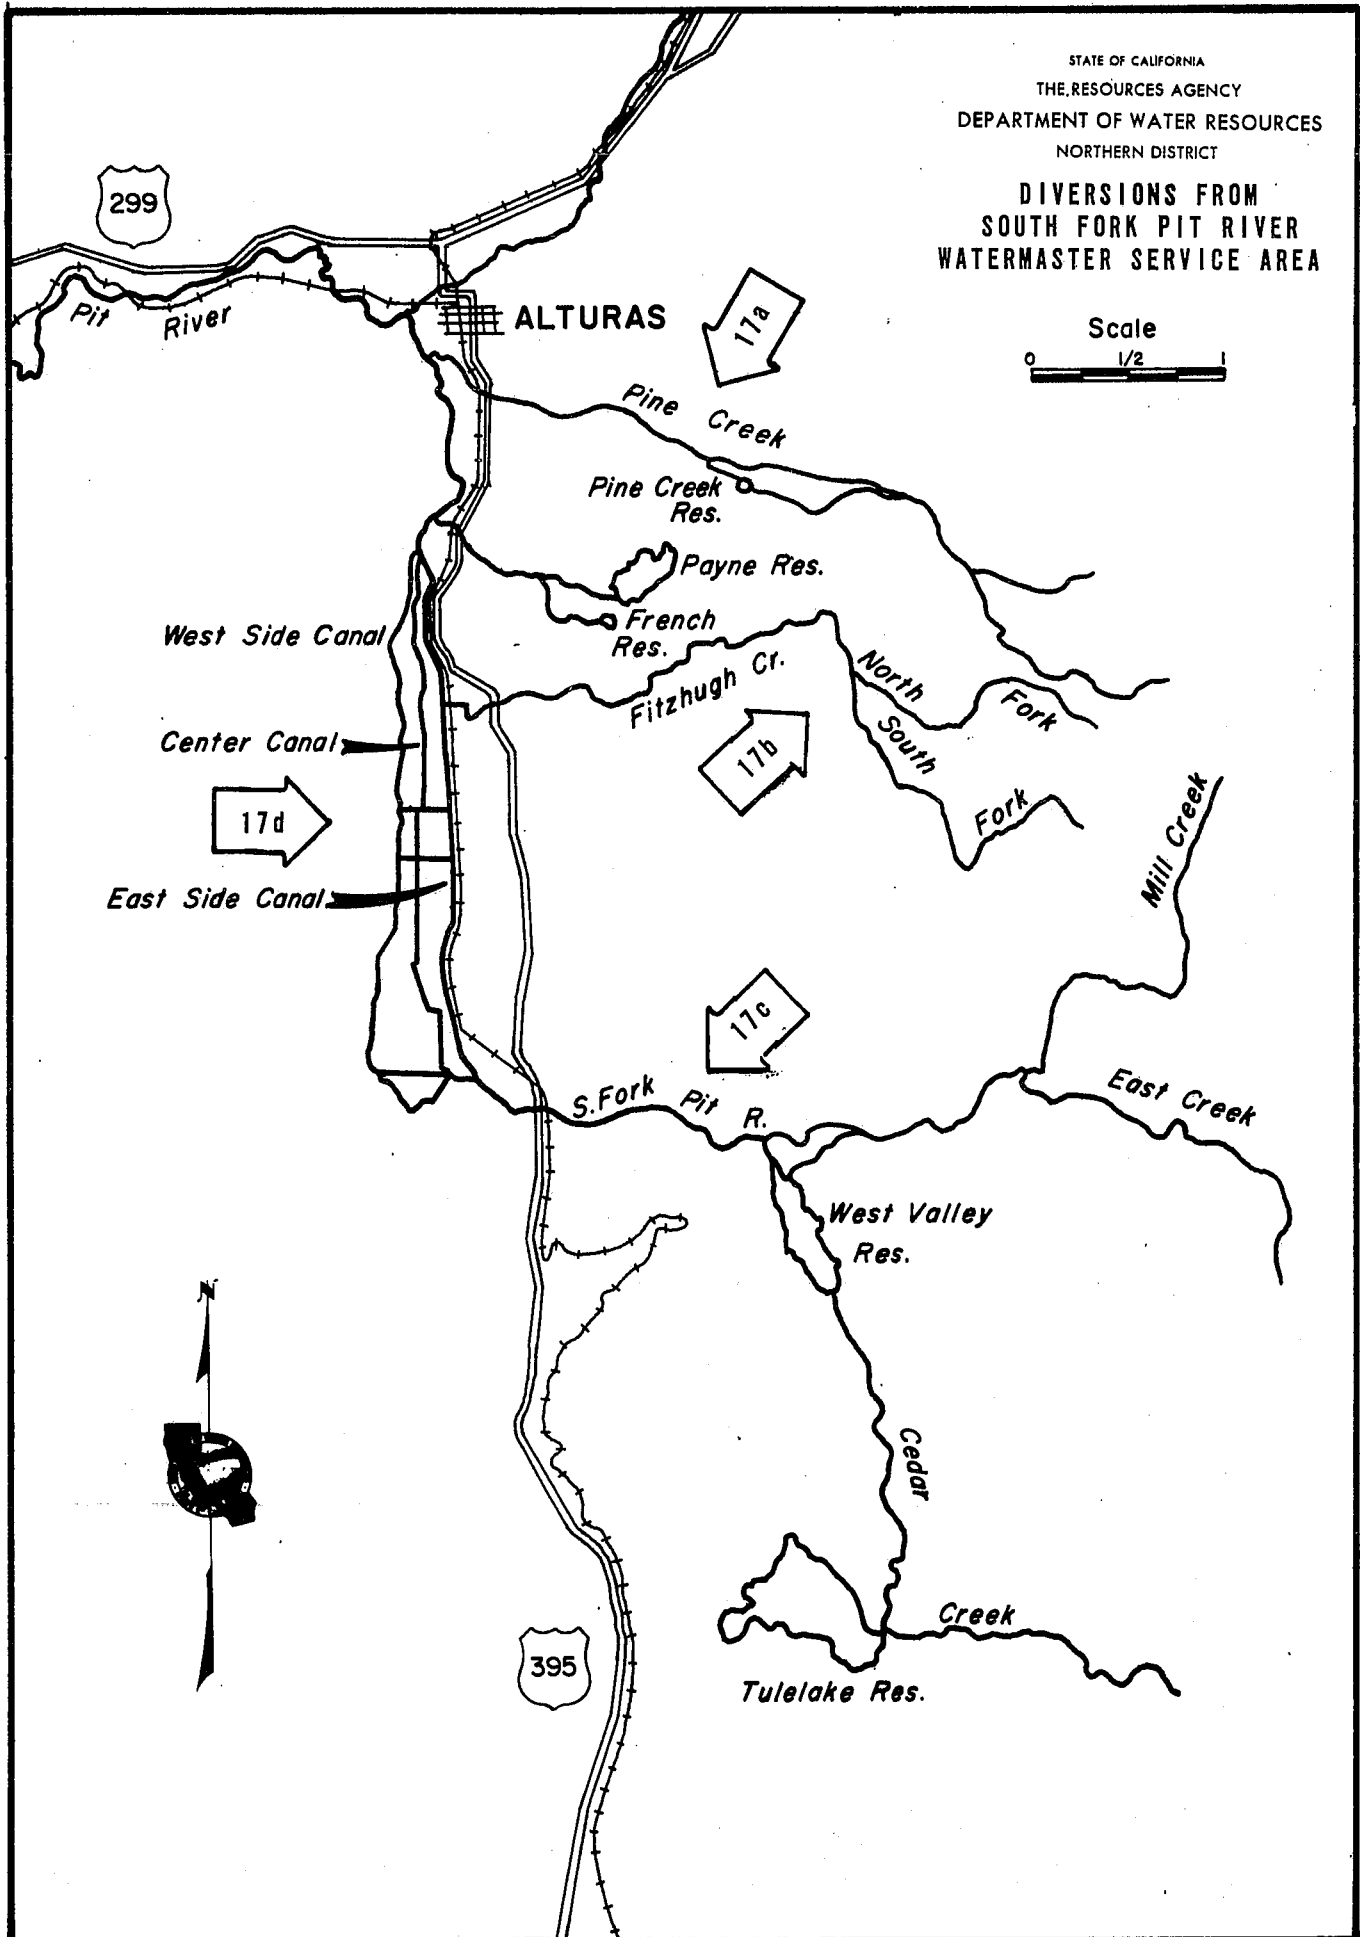 STATE OF CALIFORNIA
THE RESOURCES AGENCY
DEPARTMENT OF WATER RESOURCES
NORTHERN DISTRICT
DIVERSIONS FROM
SOUTH FORK PIT RIVER
WATERMASTER SERVICE AREA
Scale
0 1/2 1
299
Pit River
ALTURAS
17a
Pine Creek
Pine Creek
Res.
Payne Res.
French
Res.
West Side Canal
Fitzhugh Cr.
North Fork
South Fork
Center Canal
17b
17d
Mill Creek
East Side Canal
17c
S. Fork Pit R.
East Creek
West Valley
Res.
N
Cedar Creek
395
Tulelake Res.